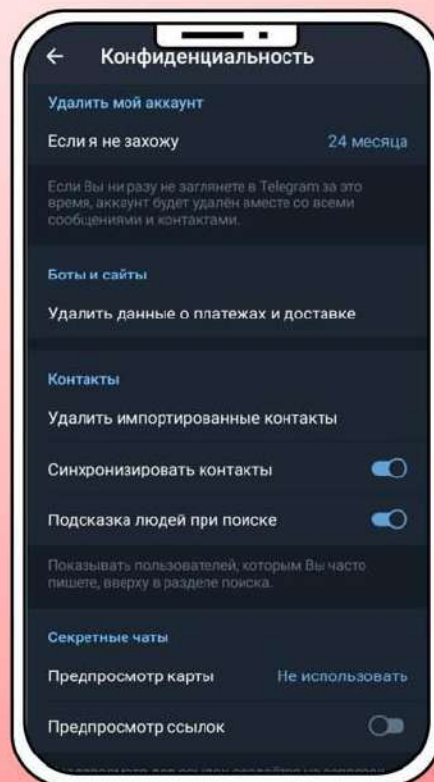 Конфиденциальность
Удалить мой аккаунт
Если я не захожу 24 месяца
Если Вы ни разу не заглянете в Telegram за это
время, аккаунт будет удалён вместе со всеми
сообщениями и контактами.
Боты и сайты
Удалить данные о платежах и доставке
Контакты
Удалить импортированные контакты
Синхронизировать контакты
Подсказка людей при поиске
Показывать пользователей, которым Вы часто
пишете, вверху в разделе поиска.
Секретные чаты
Предпросмотр карты Не использовать
Предпросмотр ссылок